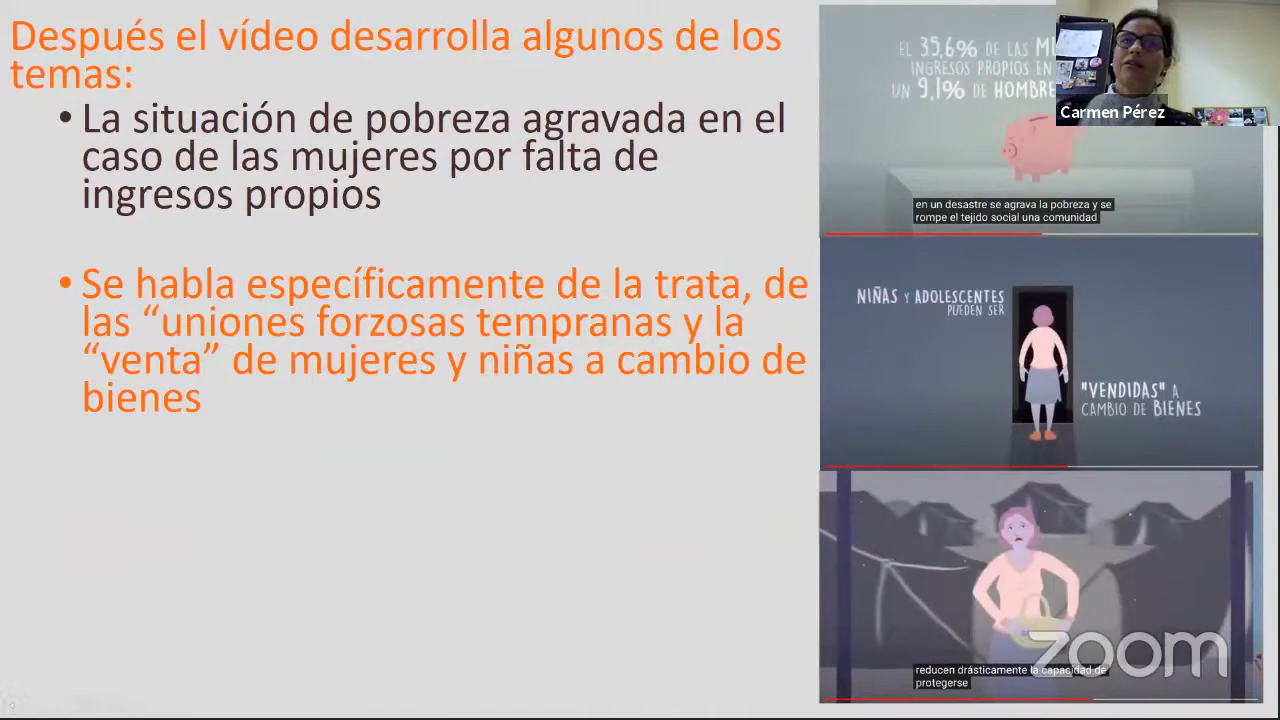 Después el vídeo desarrolla algunos de los
temas:
• La situación de pobreza agravada en el
caso de las mujeres por falta de
ingresos propios
• Se habla específicamente de la trata, de
las “uniones forzosas tempranas y la
“venta” de mujeres y niñas a cambio de
bienes
EL 35,6% DE LAS
INGRESOS PROPIOS EN
UN 9,1% DE HOMBRE
Carmen Pérez
en un desastre se agrava la pobreza y se
rompe el tejido social una comunidad
NIÑAS Y ADOLESCENTES
PUEDEN SER
"VENDIDAS" A
CAMBIO DE BIENES
zoom
reducen drásticamente la capacidad de
protegerse